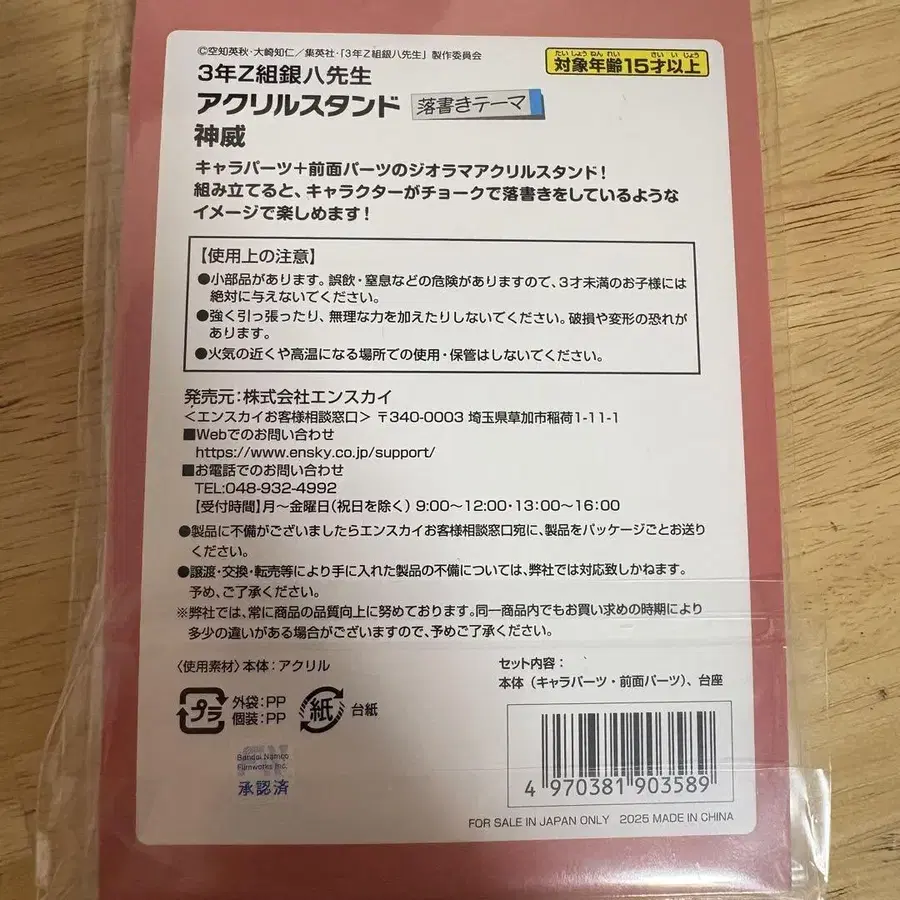 ©空知英秋・大崎知仁／集英社・「3年Z組銀八先生」製作委員会
たいしょうねんれい さい いじょう
対象年齢15才以上
3年Z組銀八先生
アクリルスタンド 落書きテーマ
神威
キャラパーツ＋前面パーツのジオラマアクリルスタンド！
組み立てると、キャラクターがチョークで落書きをしているような
イメージで楽しめます！
【使用上の注意】
●小部品があります。誤飲・窒息などの危険がありますので、3才未満のお子様には
絶対に与えないでください。
●強く引っ張ったり、無理な力を加えたりしないでください。破損や変形の恐れが
あります。
●火気の近くや高温になる場所での使用・保管はしないでください。
発売元：株式会社エンスカイ
＜エンスカイお客様相談窓口＞ 〒340-0003 埼玉県草加市稲荷1-11-1
■Webでのお問い合わせ
https://www.ensky.co.jp/support/
■お電話でのお問い合わせ
TEL:048-932-4992
【受付時間】月～金曜日（祝日を除く）9:00～12:00・13:00～16:00
●製品に不備がございましたらエンスカイお客様相談窓口宛に、製品をパッケージごとお送り
ください。
●譲渡・交換・転売等により手に入れた製品の不備については、弊社では対応致しかねます。
予め、ご了承ください。
※弊社では、常に商品の品質向上に努めております。同一商品内でもお買い求めの時期により
多少の違いがある場合がございますので、予めご了承ください。
〈使用素材〉本体：アクリル
セット内容：
本体（キャラパーツ・前面パーツ）、台座
プラ
外袋：PP
個装：PP
紙
台紙
Bandai Namco
Filmworks Inc.
承認済
4 970381 903589
FOR SALE IN JAPAN ONLY 2025 MADE IN CHINA